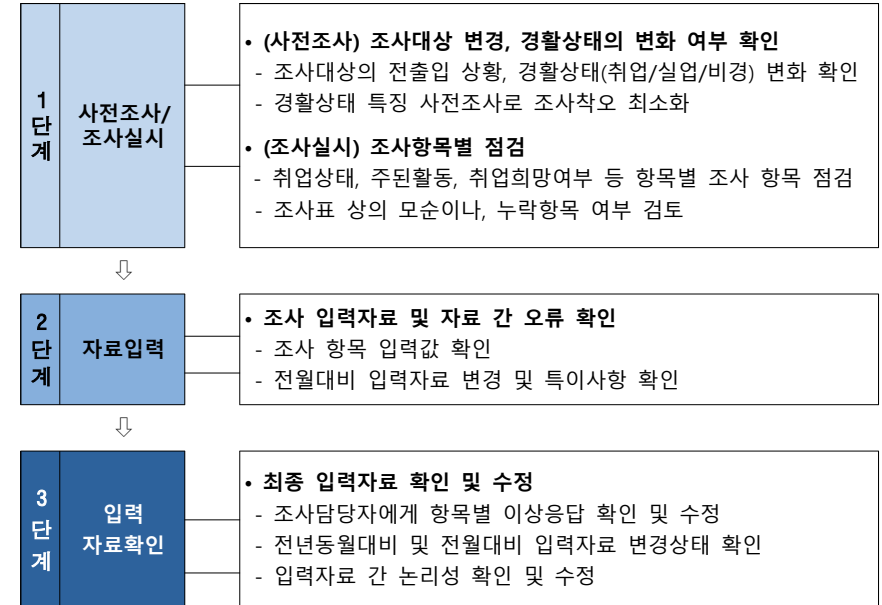 1
단
계
사전조사/
조사실시
• (사전조사) 조사대상 변경, 경활상태의 변화 여부 확인
- 조사대상의 전출입 상황, 경활상태(취업/실업/비경) 변화 확인
- 경활상태 특징 사전조사로 조사착오 최소화
• (조사실시) 조사항목별 점검
- 취업상태, 주된활동, 취업희망여부 등 항목별 조사 항목 점검
- 조사표 상의 모순이나, 누락항목 여부 검토
⇩
2
단
계
자료입력
• 조사 입력자료 및 자료 간 오류 확인
- 조사 항목 입력값 확인
- 전월대비 입력자료 변경 및 특이사항 확인
⇩
3
단
계
입력
자료확인
• 최종 입력자료 확인 및 수정
- 조사담당자에게 항목별 이상응답 확인 및 수정
- 전년동월대비 및 전월대비 입력자료 변경상태 확인
- 입력자료 간 논리성 확인 및 수정